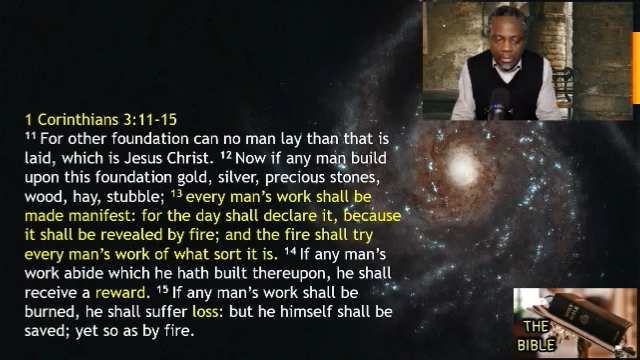 1 Corinthians 3:11-15
¹¹ For other foundation can no man lay than that is
laid, which is Jesus Christ. ¹² Now if any man build
upon this foundation gold, silver, precious stones,
wood, hay, stubble; ¹³ every man's work shall be
made manifest: for the day shall declare it, because
it shall be revealed by fire; and the fire shall try
every man's work of what sort it is. ¹⁴ If any man's
work abide which he hath built thereupon, he shall
receive a reward. ¹⁵ If any man's work shall be
burned, he shall suffer loss: but he himself shall be
saved; yet so as by fire.
THE
BIBLE